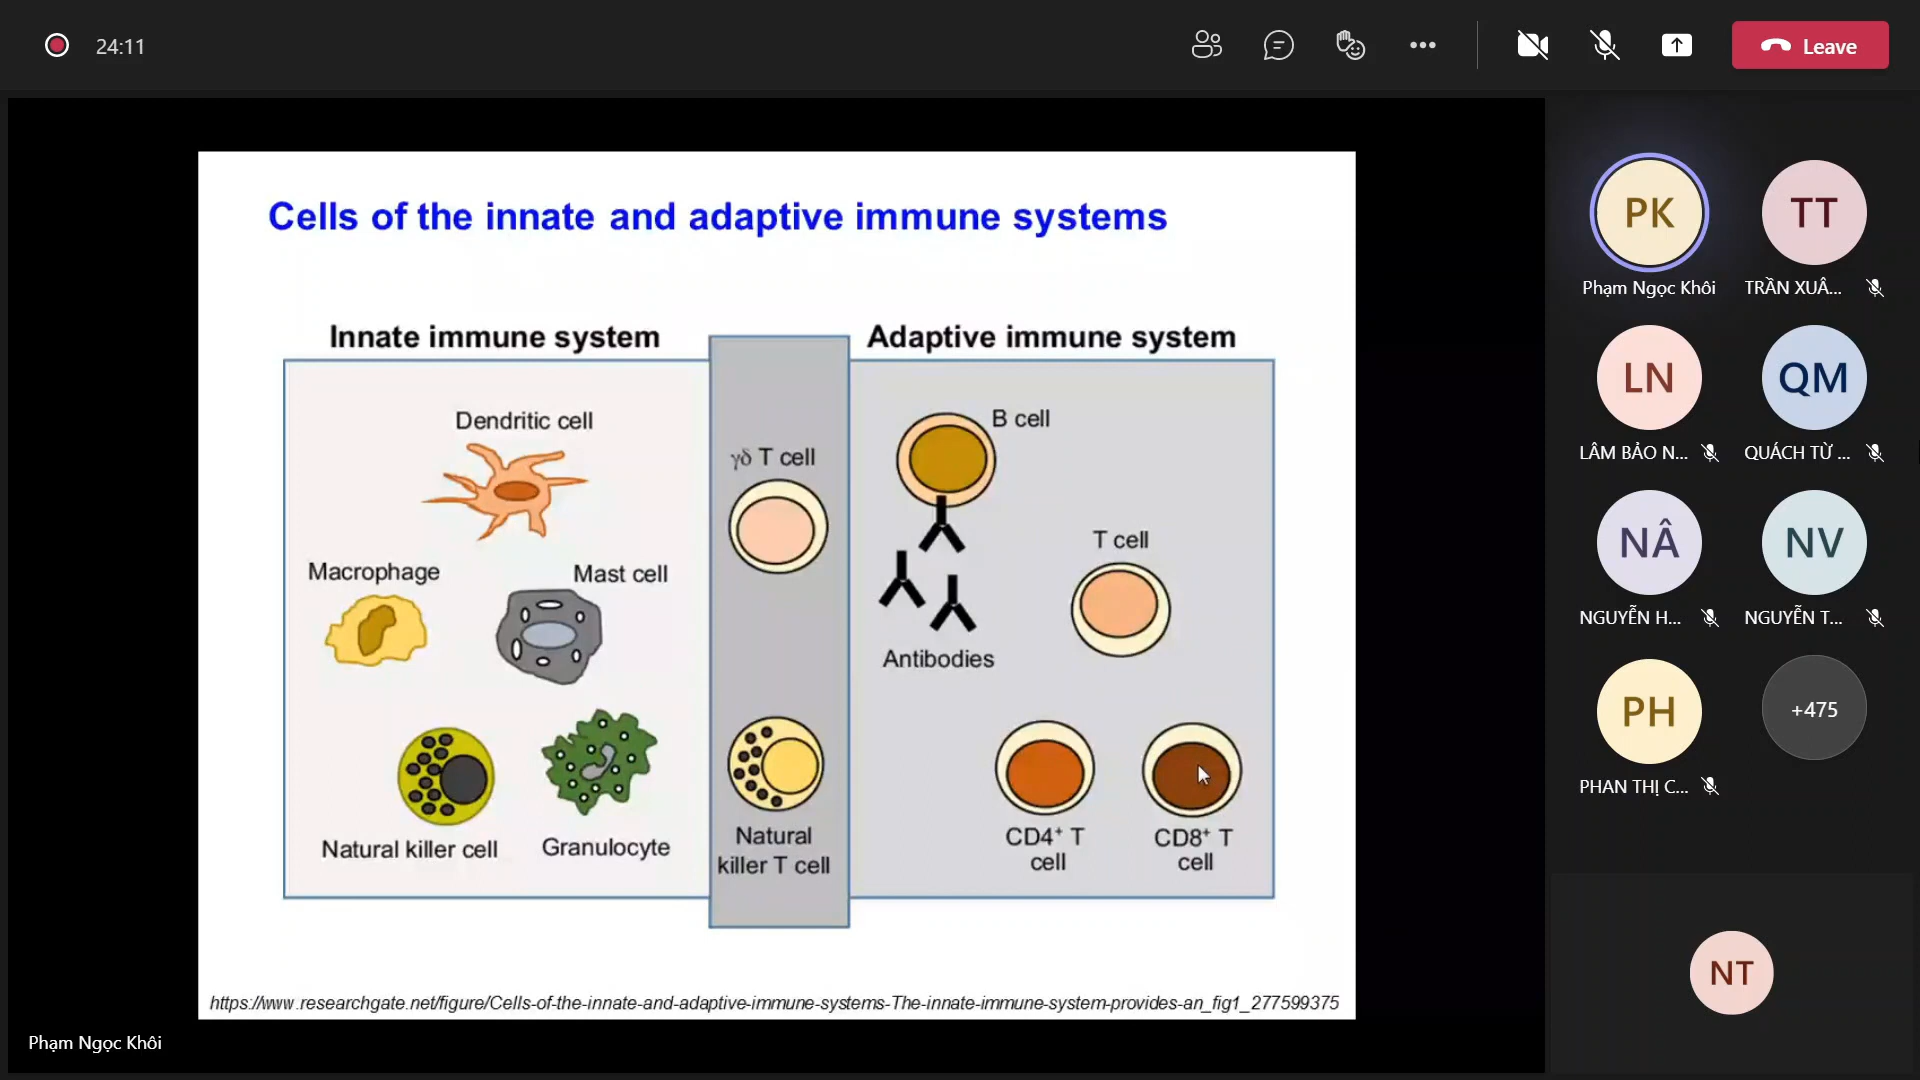 24:11
Leave
Cells of the innate and adaptive immune systems
Innate immune system
Adaptive immune system
Dendritic cell
Macrophage
Mast cell
Natural killer cell
Granulocyte
γδ T cell
Natural
killer T cell
B cell
Antibodies
T cell
CD4⁺ T
cell
CD8⁺ T
cell
https://www.researchgate.net/figure/Cells-of-the-innate-and-adaptive-immune-systems-The-innate-immune-system-provides-an_fig1_277599375
Phạm Ngọc Khôi
PK
Phạm Ngọc Khôi
TT
TRẦN XUÂ...
LN
LÂM BẢO N...
QM
QUÁCH TỪ ...
NÂ
NGUYỄN H...
NV
NGUYỄN T...
PH
PHAN THỊ C...
+475
NT